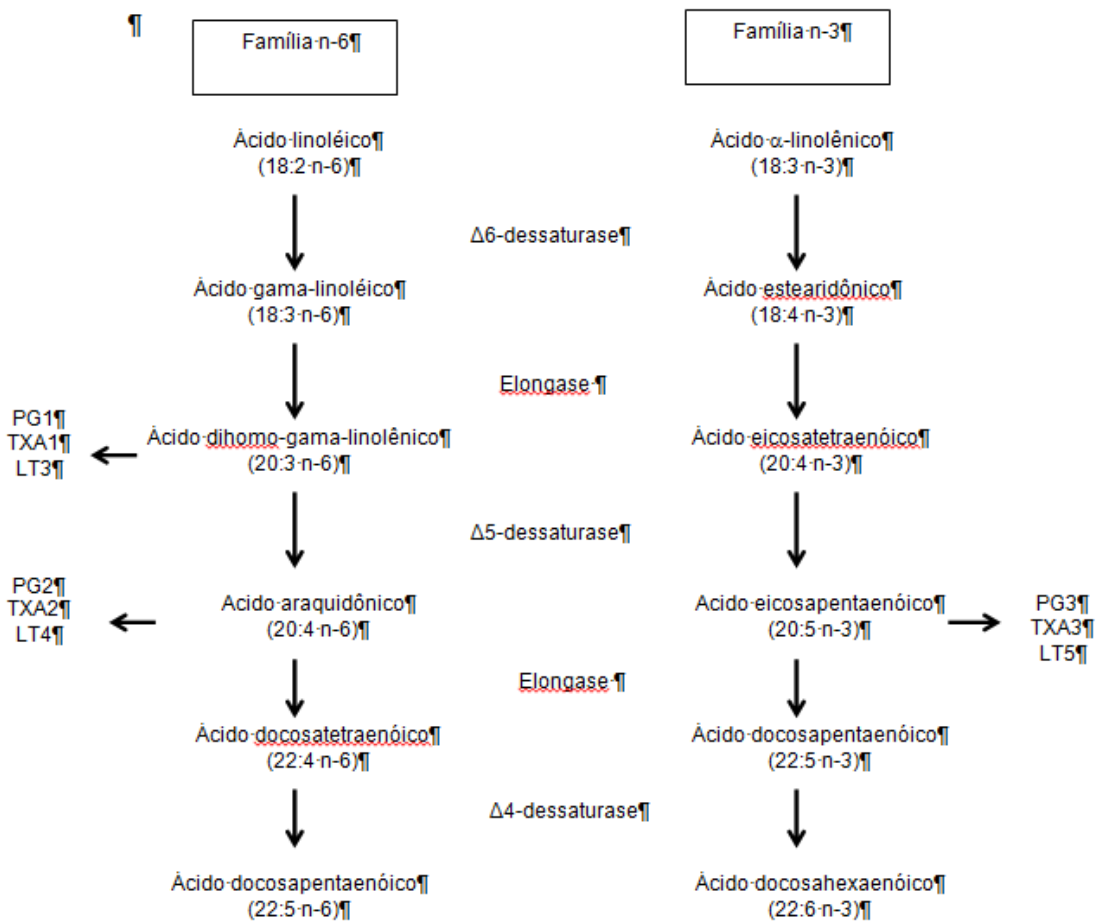 ¶
Família·n-6¶
Família·n-3¶
Ácido·linoléico¶
(18:2·n-6)¶
Ácido·α-linolênico¶
(18:3·n-3)¶
Δ6-dessaturase¶
Ácido·gama-linoléico¶
(18:3·n-6)¶
Ácido·estearidônico¶
(18:4·n-3)¶
Elongase·¶
PG1¶
TXA1¶
LT3¶
Ácido·dihomo-gama-linolênico¶
(20:3·n-6)¶
Ácido·eicosatetraenóico¶
(20:4·n-3)¶
Δ5-dessaturase¶
PG2¶
TXA2¶
LT4¶
Acido·araquidônico¶
(20:4·n-6)¶
Ácido·eicosapentaenóico¶
(20:5·n-3)¶
PG3¶
TXA3¶
LT5¶
Elongase·¶
Ácido·docosatetraenóico¶
(22:4·n-6)¶
Ácido·docosapentaenóico¶
(22:5·n-3)¶
Δ4-dessaturase¶
Ácido·docosapentaenóico¶
(22:5·n-6)¶
Ácido·docosahexaenóico¶
(22:6·n-3)¶